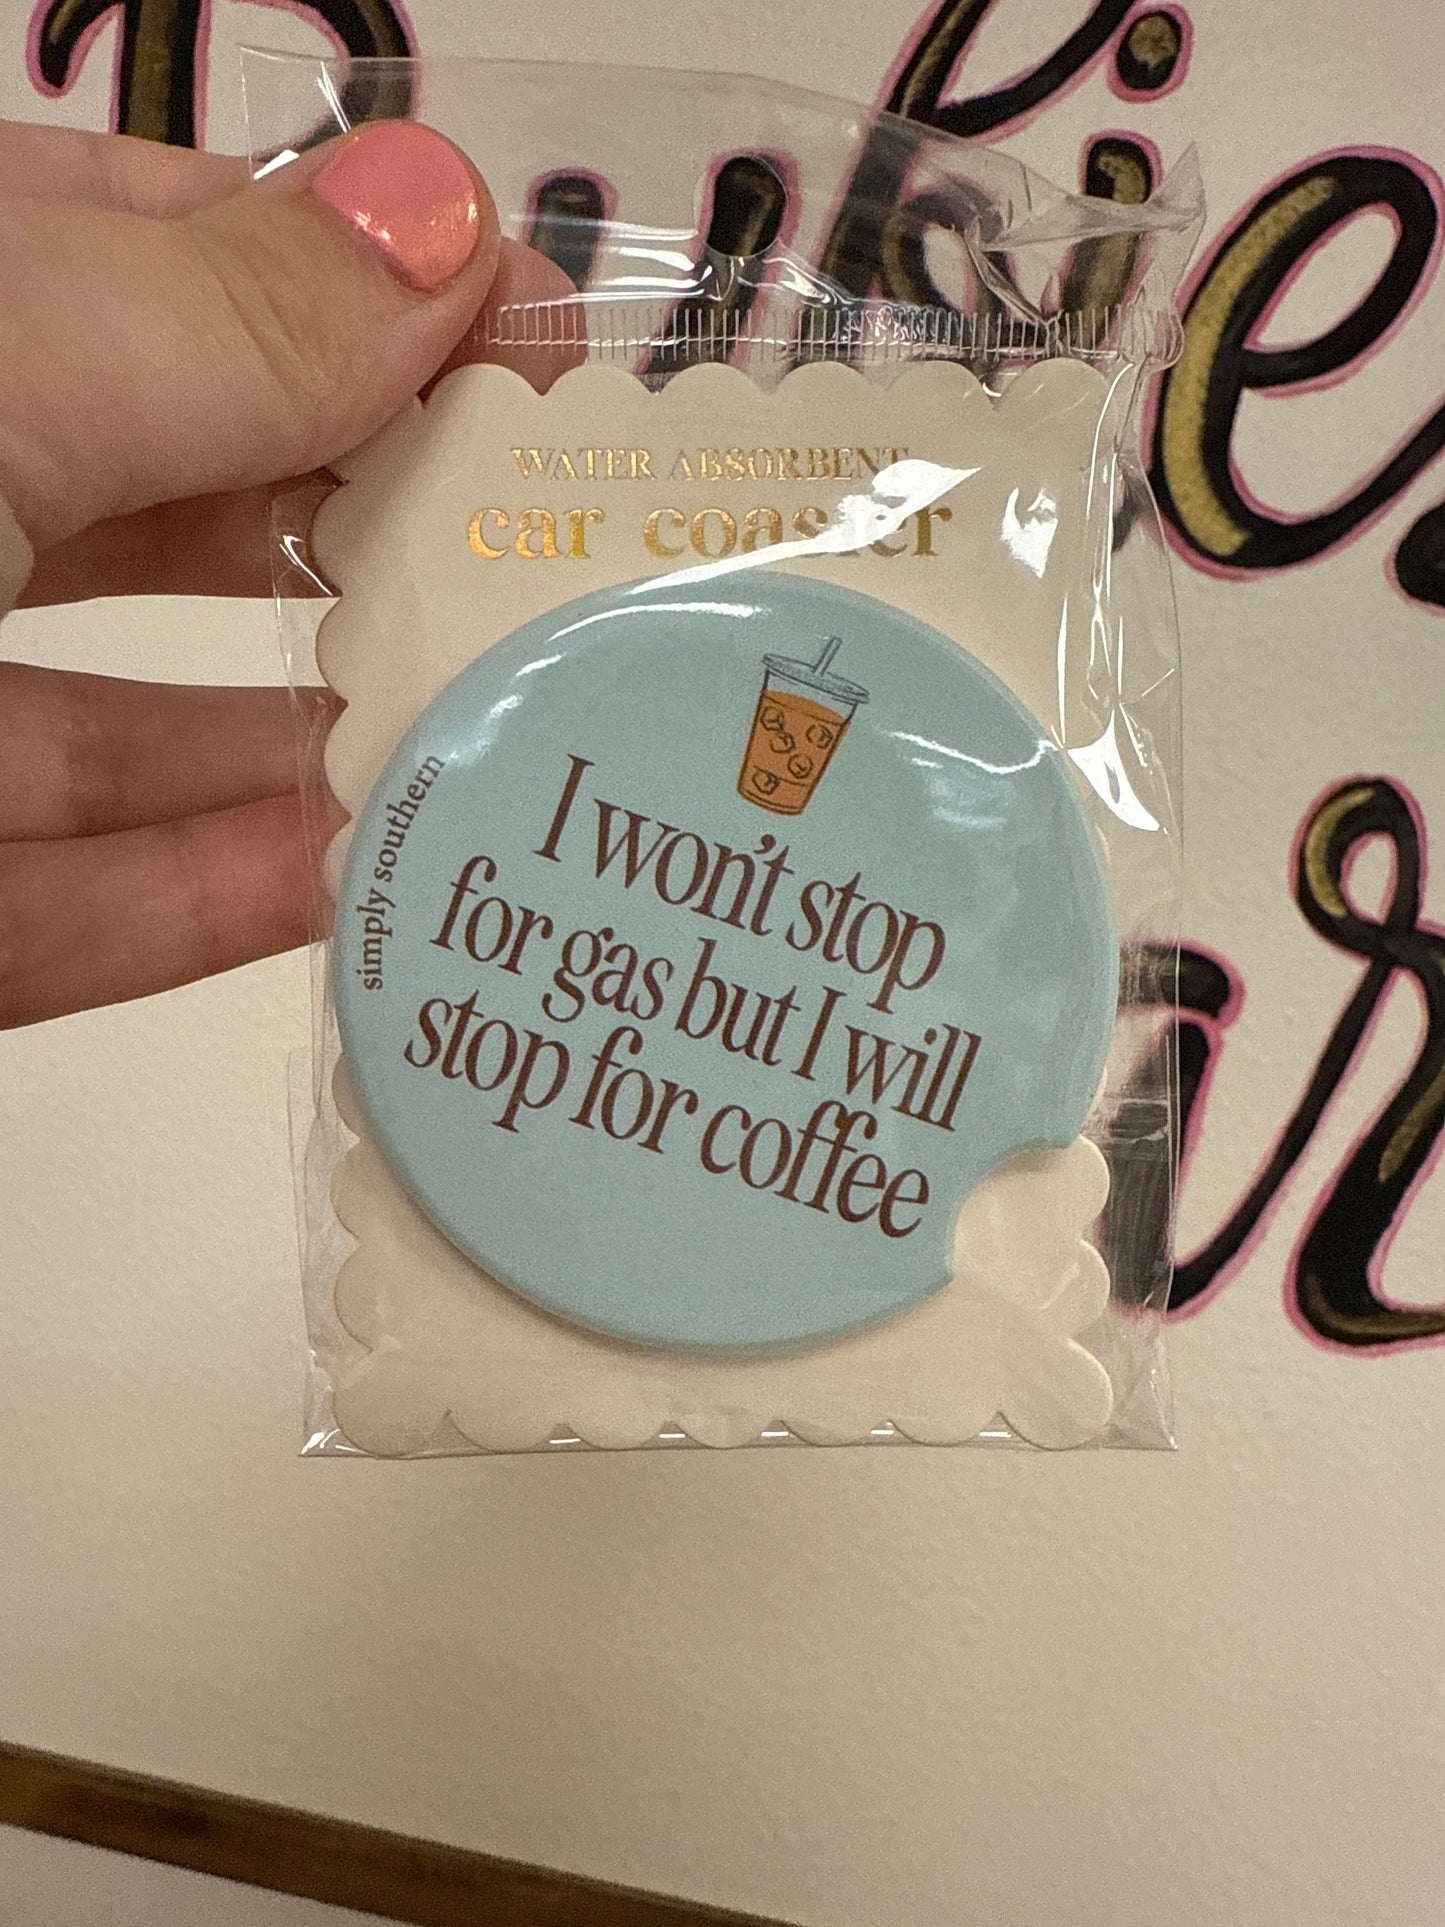 WATER ABSORBENT
car coaster
simply southern
I won't stop
for gas but I will
stop for coffee